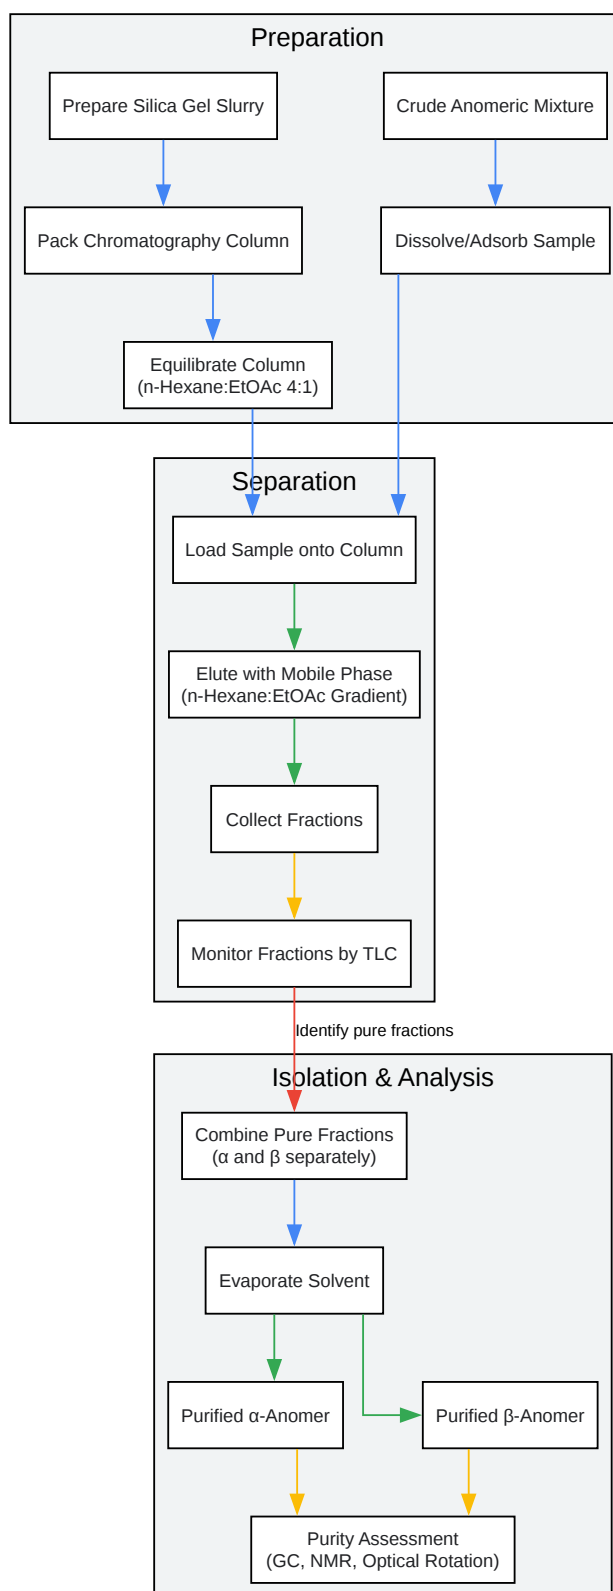 Preparation
Prepare Silica Gel Slurry
Crude Anomeric Mixture
Pack Chromatography Column
Dissolve/Adsorb Sample
Equilibrate Column
(n-Hexane:EtOAc 4:1)
Separation
Load Sample onto Column
Elute with Mobile Phase
(n-Hexane:EtOAc Gradient)
Collect Fractions
Monitor Fractions by TLC
Identify pure fractions
Isolation & Analysis
Combine Pure Fractions
(α and β separately)
Evaporate Solvent
Purified α-Anomer
Purified β-Anomer
Purity Assessment
(GC, NMR, Optical Rotation)